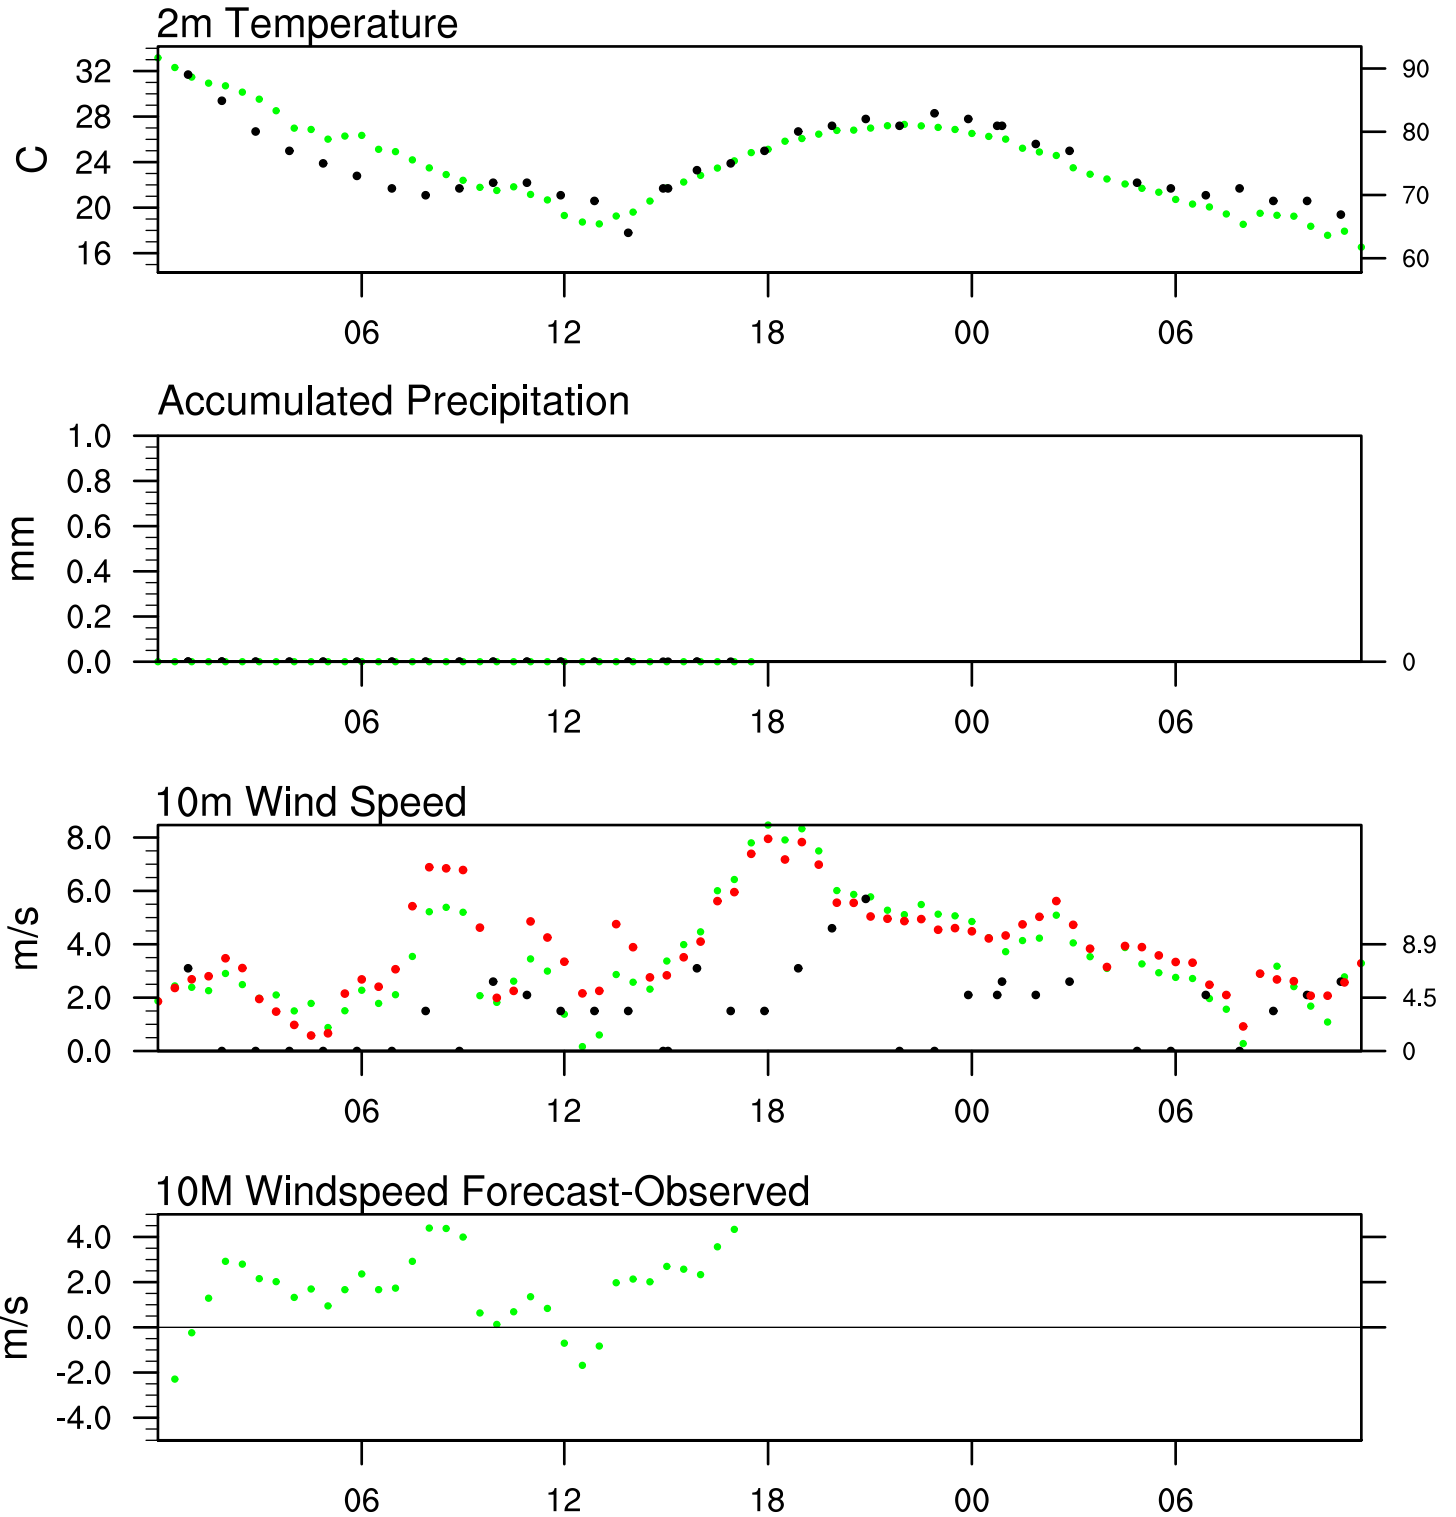 2m Temperature
32
28
24
20
16
C
90
80
70
60
06 12 18 00 06
Accumulated Precipitation
1.0
0.8
0.6
0.4
0.2
0.0
mm
0
06 12 18 00 06
10m Wind Speed
8.0
6.0
4.0
2.0
0.0
m/s
8.9
4.5
0
06 12 18 00 06
10M Windspeed Forecast-Observed
4.0
2.0
0.0
-2.0
-4.0
m/s
06 12 18 00 06